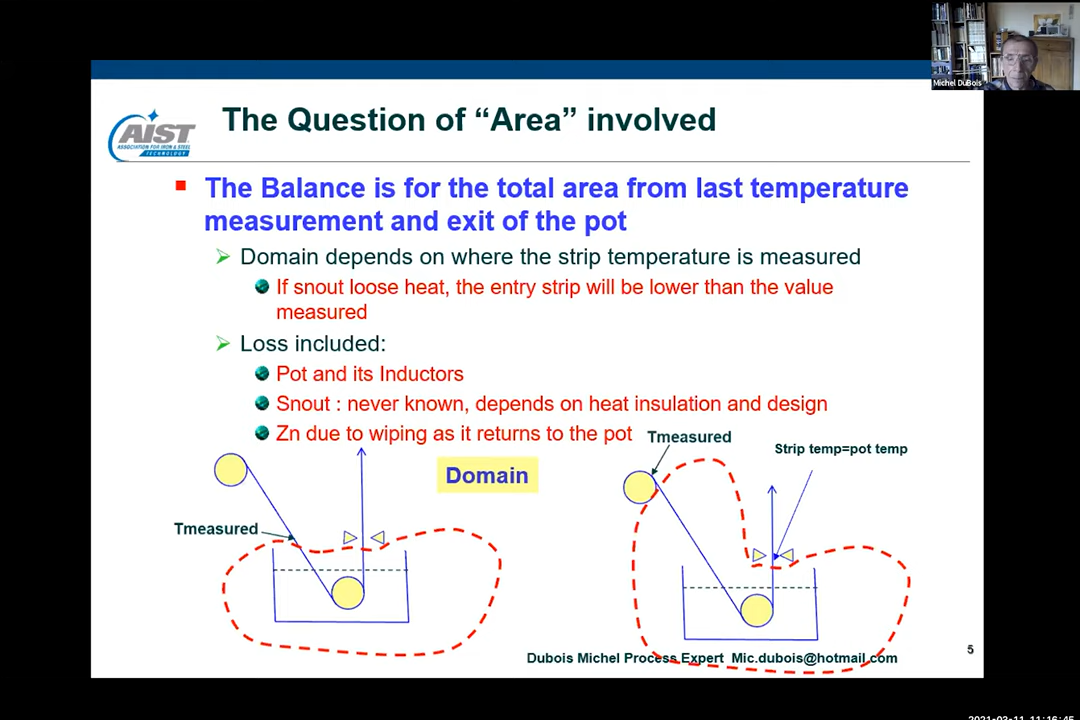 Michel DuBois
AIST
ASSOCIATION FOR IRON & STEEL
TECHNOLOGY
The Question of “Area” involved
The Balance is for the total area from last temperature
measurement and exit of the pot
Domain depends on where the strip temperature is measured
If snout loose heat, the entry strip will be lower than the value
measured
Loss included:
Pot and its Inductors
Snout : never known, depends on heat insulation and design
Zn due to wiping as it returns to the pot
Tmeasured
Strip temp=pot temp
Domain
Tmeasured
Dubois Michel Process Expert Mic.dubois@hotmail.com
5
2021-03-11 11:16:45